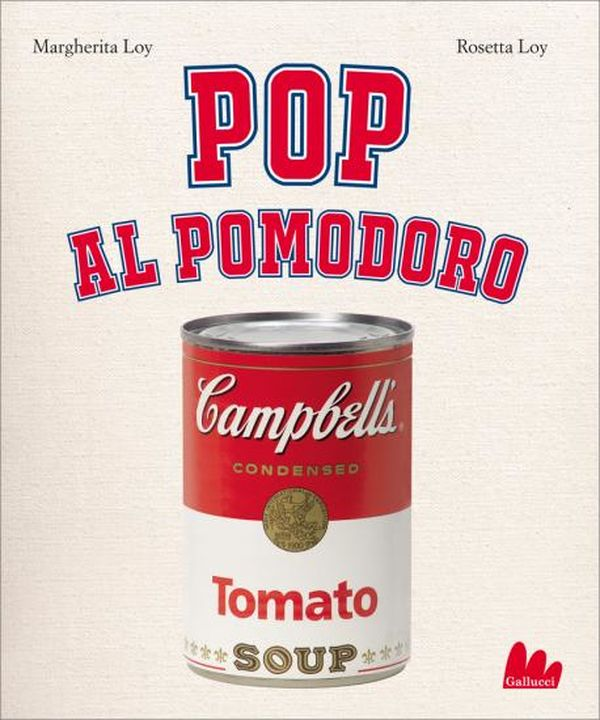 Margherita Loy Rosetta Loy
POP
AL POMODORO
Campbell's
CONDENSED
Tomato
SOUP
Gallucci